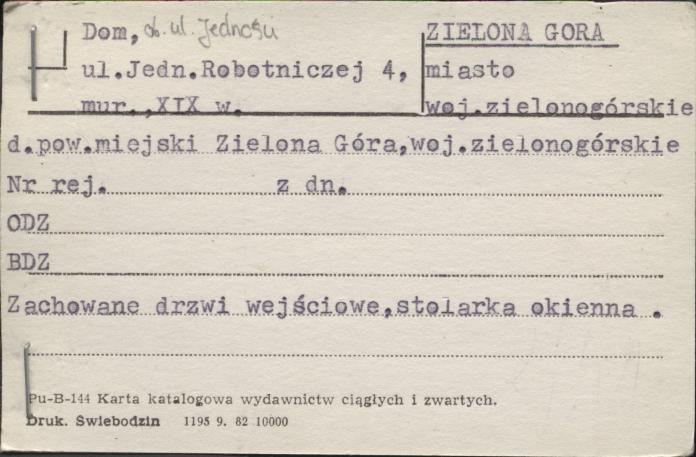 Dom, ob. ul. Jedności
ZIELONA GORA
ul.Jedn.Robotniczej 4,
miasto
mur.,XIX w.
woj.zielonogórskie
d.pow.miejski Zielona Góra,woj.zielonogórskie
Nr rej. z dn.
ODZ
BDZ
Zachowane drzwi wejściowe,stolarka okienna .
Pu-B-144 Karta katalogowa wydawnictw ciągłych i zwartych.
Druk. Świebodzin 1195 9. 82 10000